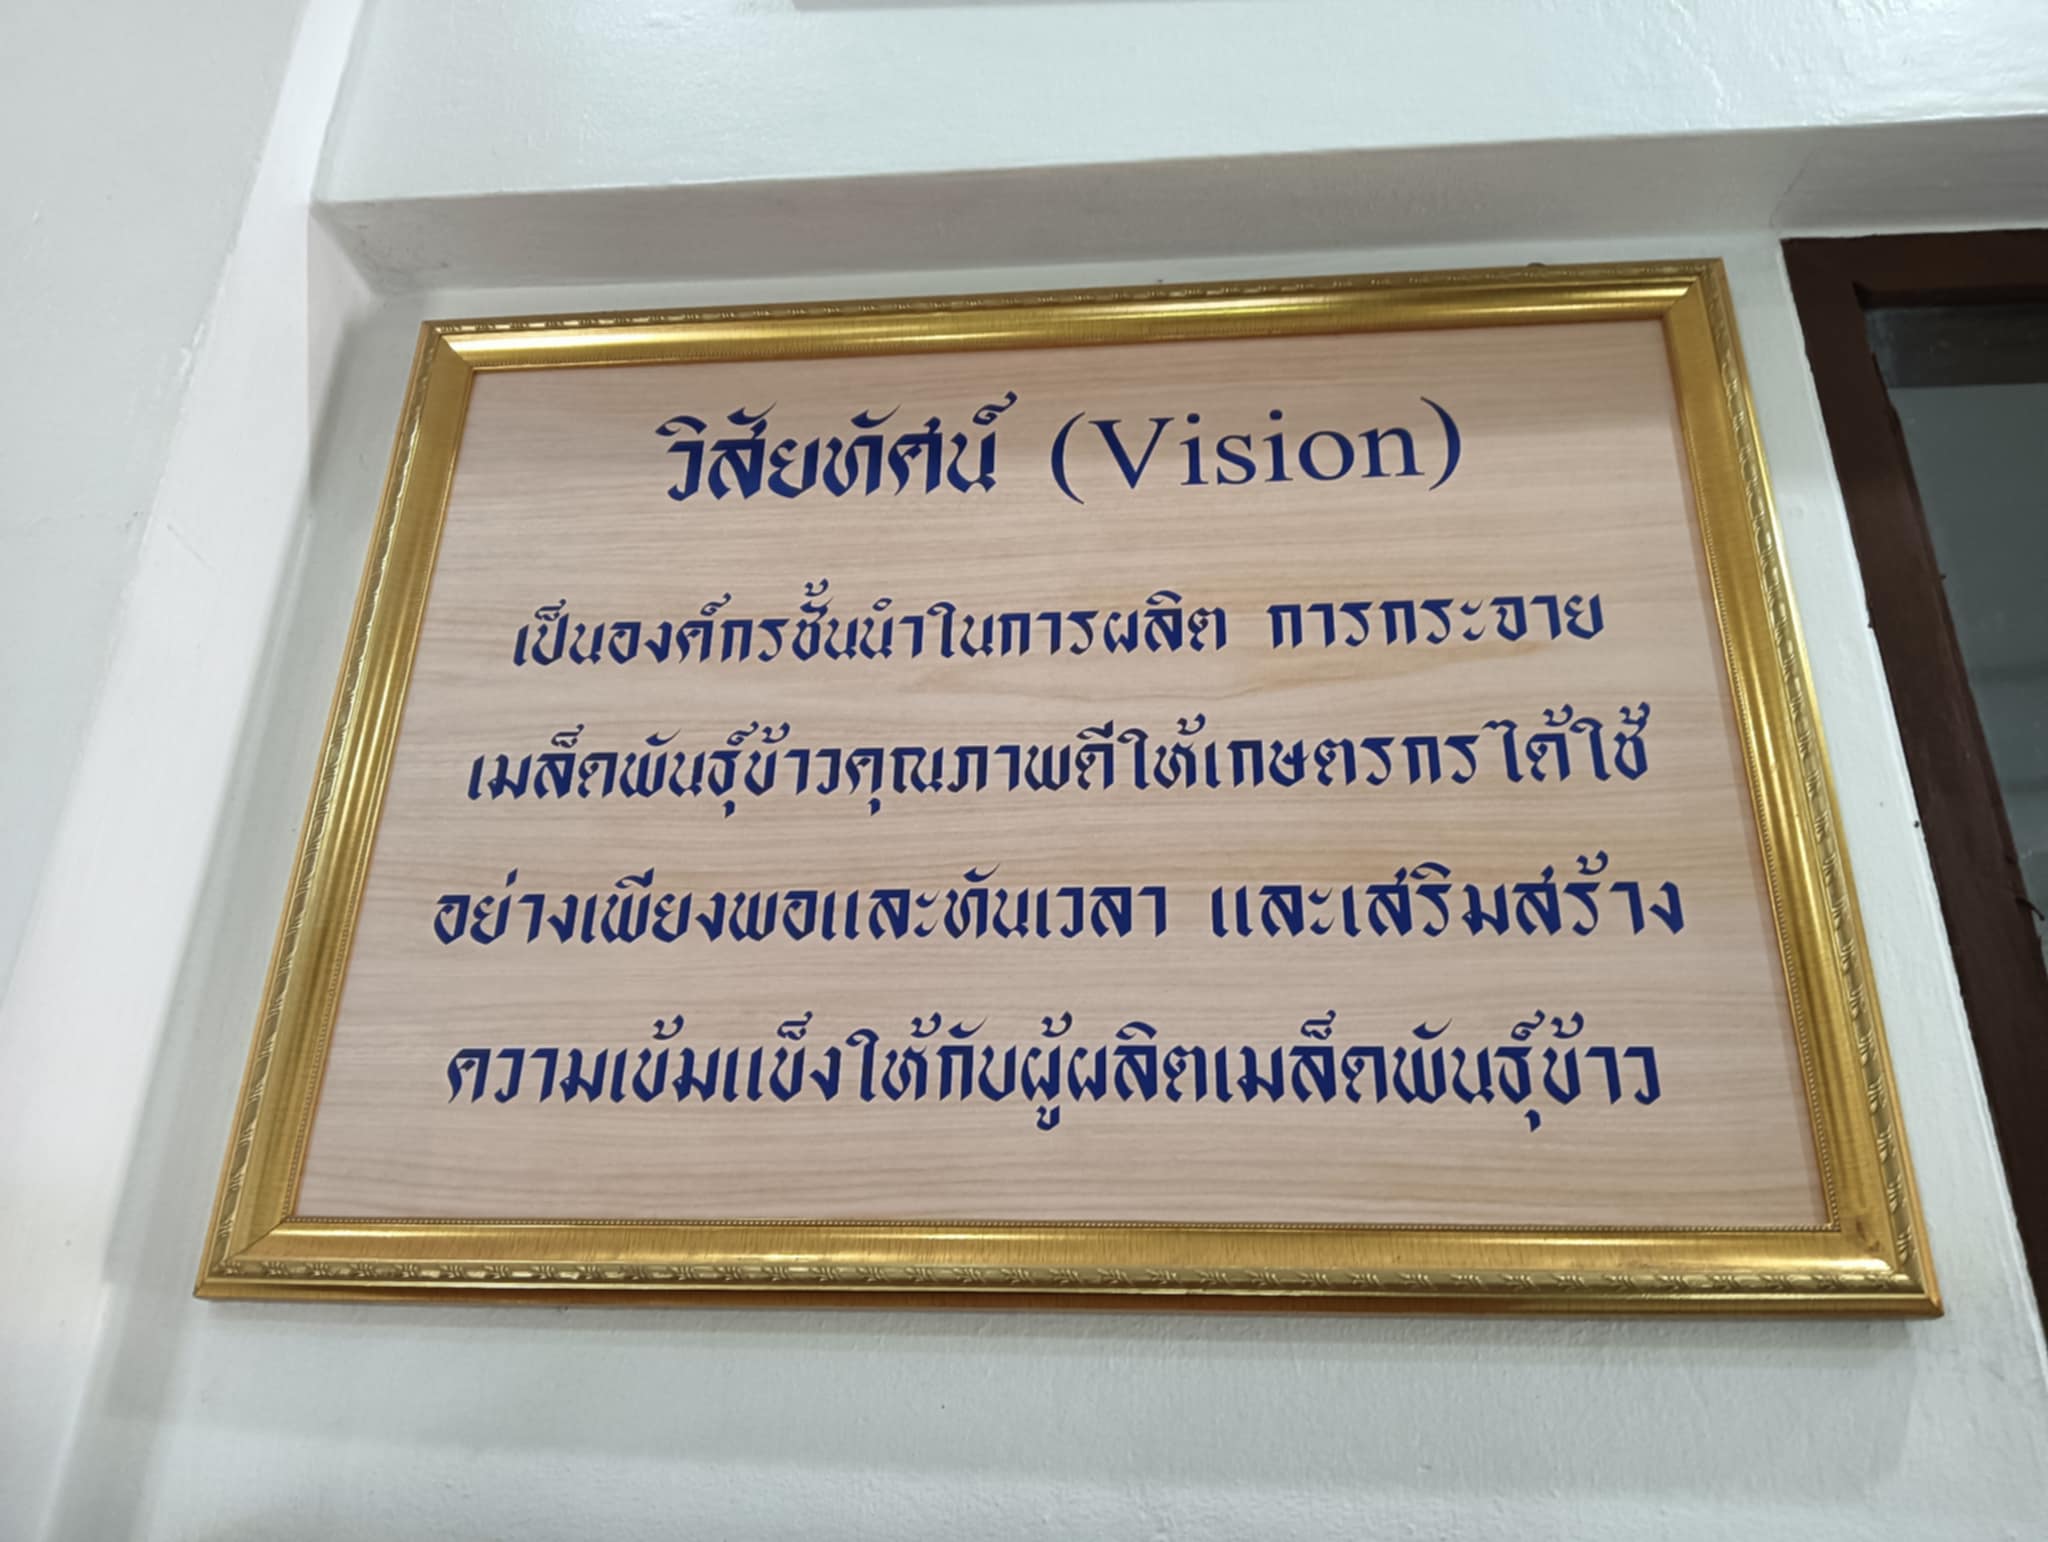 วิสัยทัศน์ (Vision)
เป็นองค์กรชั้นนำในการผลิต การกระจาย
เมล็ดพันธุ์ข้าวคุณภาพดีให้เกษตรกรได้ใช้
อย่างเพียงพอและทันเวลา และเสริมสร้าง
ความเข้มแข็งให้กับผู้ผลิตเมล็ดพันธุ์ข้าว